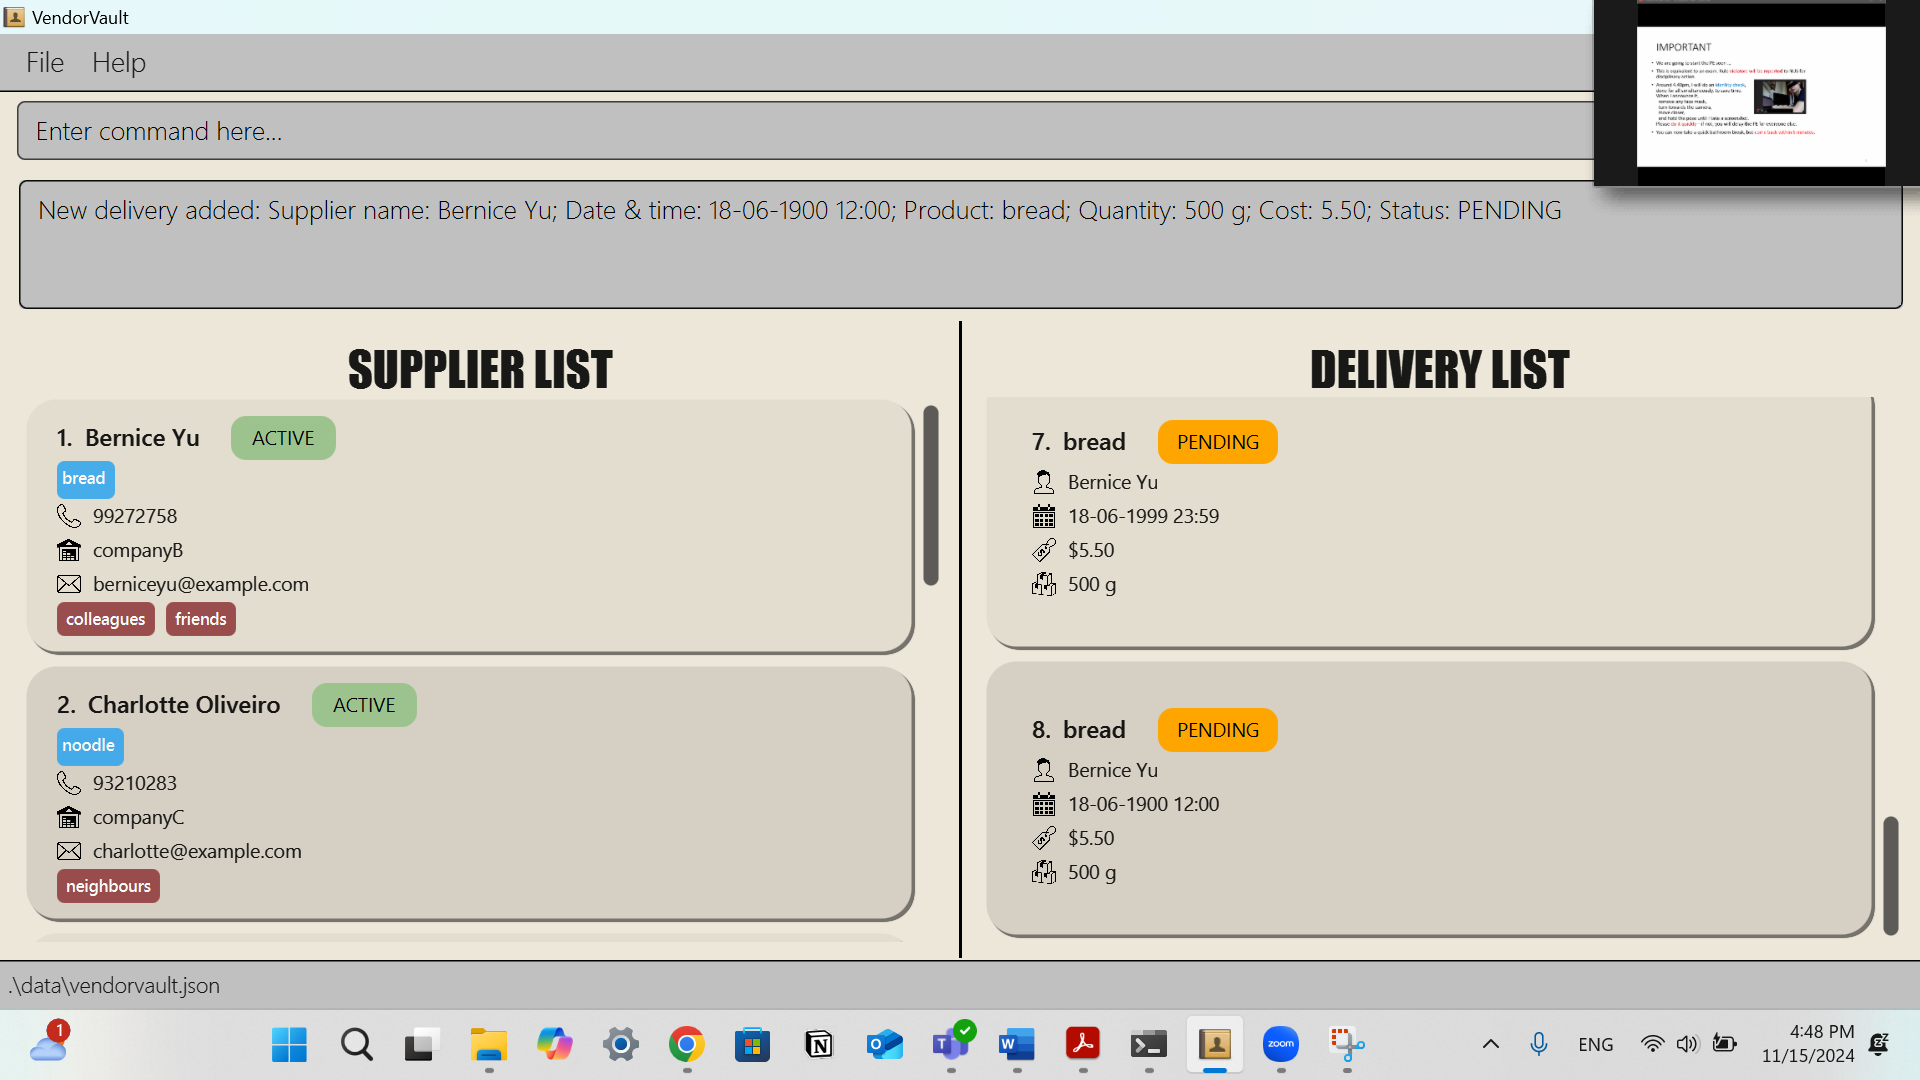 VendorVault
File Help
Enter command here...
New delivery added: Supplier name: Bernice Yu; Date & time: 18-06-1900 12:00; Product: bread; Quantity: 500 g; Cost: 5.50; Status: PENDING
IMPORTANT
SUPPLIER LIST
1. Bernice Yu ACTIVE
bread
99272758
companyB
berniceyu@example.com
colleagues friends
2. Charlotte Oliveiro ACTIVE
noodle
93210283
companyC
charlotte@example.com
neighbours
DELIVERY LIST
7. bread PENDING
Bernice Yu
18-06-1999 23:59
$5.50
500 g
8. bread PENDING
Bernice Yu
18-06-1900 12:00
$5.50
500 g
.\data\vendorvault.json
1
zoom
ENG
4:48 PM
11/15/2024